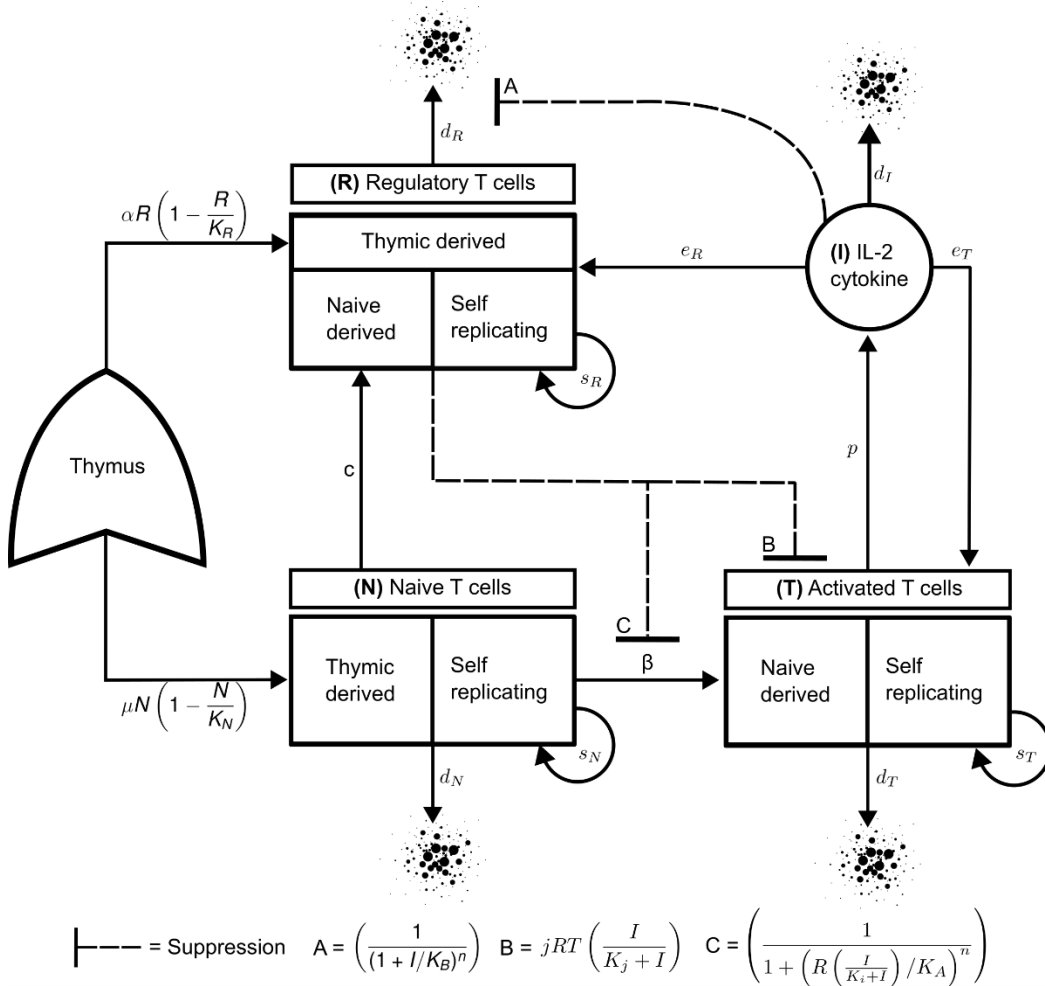 A
d_R
d_I
(R) Regulatory T cells
αR(1 − R/K_R)
Thymic derived
e_R
(I) IL-2
cytokine
e_T
Naive
derived
Self
replicating
s_R
Thymus
c
p
B
(N) Naive T cells
(T) Activated T cells
C
Thymic
derived
Self
replicating
β
Naive
derived
Self
replicating
μN(1 − N/K_N)
s_N
s_T
d_N
d_T
= Suppression A = (1/(1 + I/K_B)^n) B = jRT(I/(K_j + I)) C = (1/(1 + (R(I/(K_i+I))/K_A)^n))